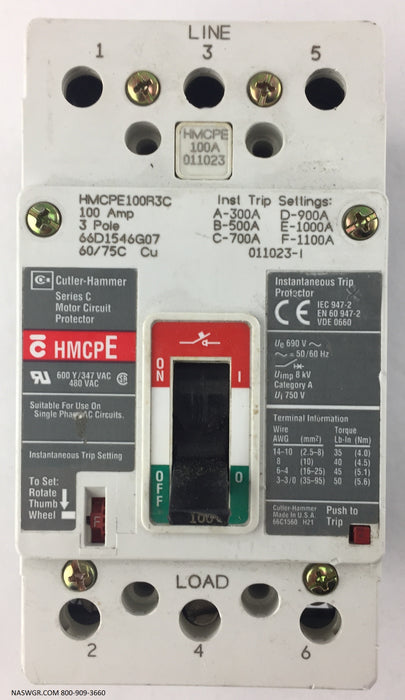 LINE
1 3 5
HMCPE
100A
011023
HMCPE100R3C
100 Amp
3 Pole
66D1546G07
60/75C Cu
Inst Trip Settings:
A-300A D-900A
B-500A E-1000A
C-700A F-1100A
011023-I
Cutler-Hammer
Series C
Motor Circuit
Protector
HMCPE
600 Y/347 VAC
480 VAC
Suitable For Use On
Single Phase AC Circuits.
Instantaneous Trip Setting
To Set:
Rotate
Thumb
Wheel
ON I
OFF O
100
Instantaneous Trip
Protector
CE
IEC 947-2
EN 60 947-2
VDE 0660
Ue 690 V ~
~ = 50/60 Hz
Uimp 8 kV
Category A
Ui 750 V
Terminal Information
Wire Torque
AWG (mm²) Lb-In (Nm)
14-10 (2.5-8) 35 (4.0)
8 (10) 40 (4.5)
6-4 (16-25) 45 (5.1)
3-3/0 (35-95) 50 (5.6)
Cutler-Hammer
Made In U.S.A
66C1560 H21
Push to
Trip
LOAD
2 4 6
NASWGR.COM 800-909-3660